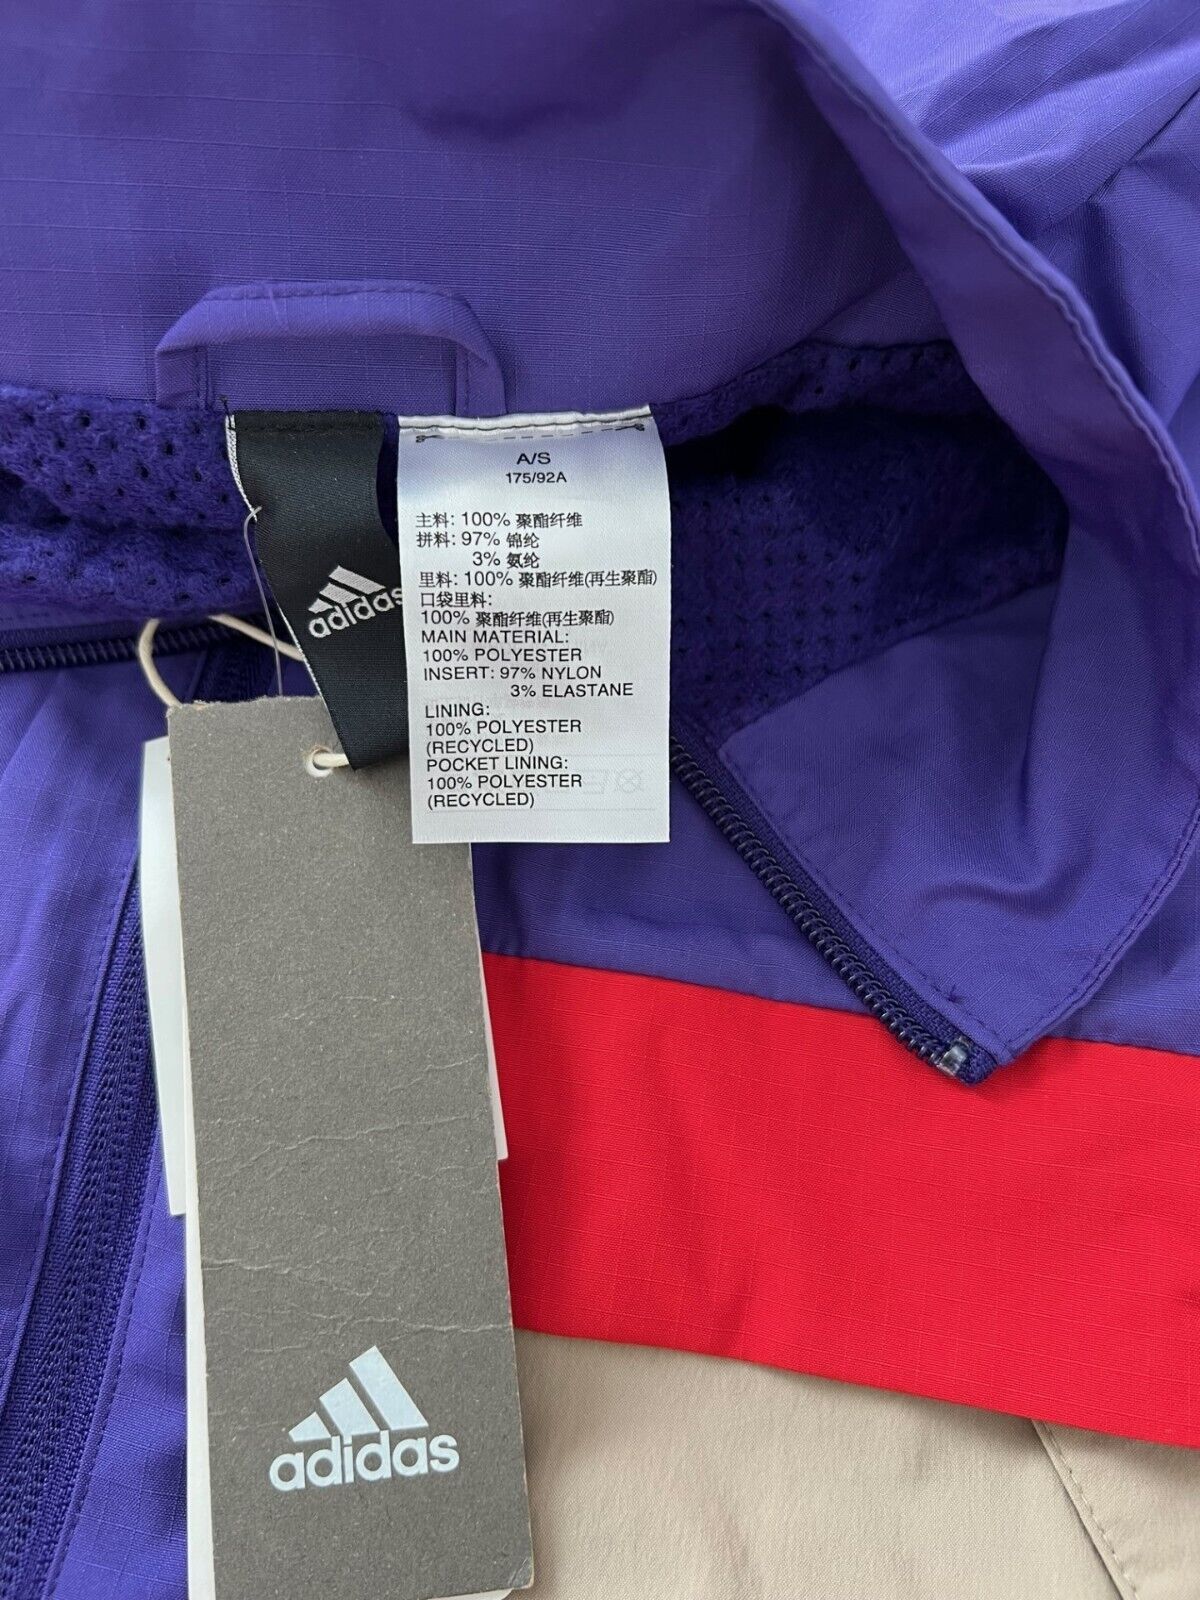 A/S
175/92A
主料: 100% 聚酯纤维
拼料: 97% 锦纶
3% 氨纶
里料: 100% 聚酯纤维(再生聚酯)
口袋里料:
100% 聚酯纤维(再生聚酯)
MAIN MATERIAL:
100% POLYESTER
INSERT: 97% NYLON
3% ELASTANE
LINING:
100% POLYESTER
(RECYCLED)
POCKET LINING:
100% POLYESTER
(RECYCLED)
adidas
adidas